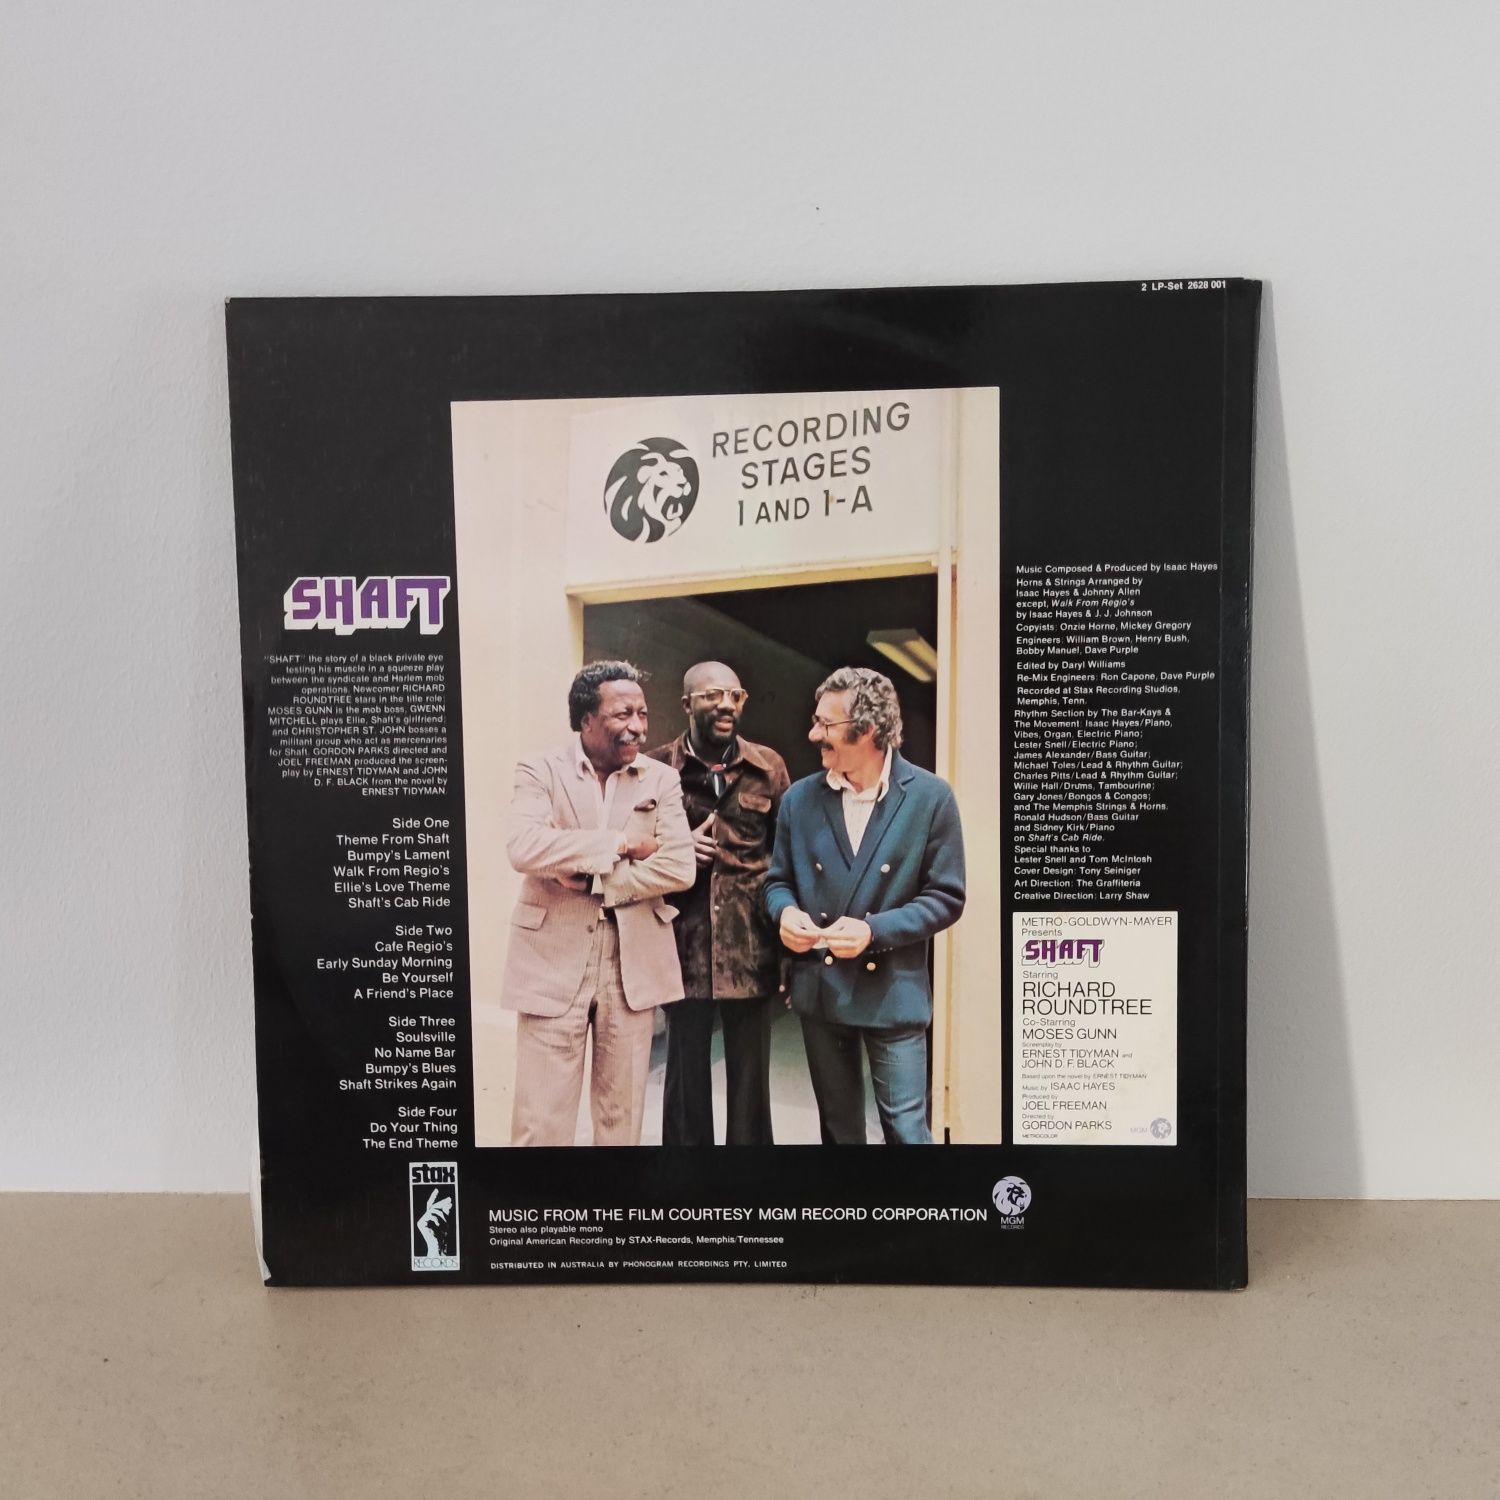 2 LP-Set 2628 001
RECORDING
STAGES
1 AND 1-A
SHAFT
"SHAFT" the story of a black private eye
testing his muscle in a squeeze play
between the syndicate and Harlem mob
operations. Newcomer RICHARD
ROUNDTREE stars in the title role;
MOSES GUNN is the mob boss, GWENN
MITCHELL plays Ellie, Shaft's girlfriend;
and CHRISTOPHER ST. JOHN bosses a
militant group who act as mercenaries
for Shaft. GORDON PARKS directed and
JOEL FREEMAN produced the screen-
play by ERNEST TIDYMAN and JOHN
D. F. BLACK from the novel by
ERNEST TIDYMAN.
Side One
Theme From Shaft
Bumpy's Lament
Walk From Regio's
Ellie's Love Theme
Shaft's Cab Ride
Side Two
Cafe Regio's
Early Sunday Morning
Be Yourself
A Friend's Place
Side Three
Soulsville
No Name Bar
Bumpy's Blues
Shaft Strikes Again
Side Four
Do Your Thing
The End Theme
stax
RECORDS
Music Composed & Produced by Isaac Hayes
Horns & Strings Arranged by
Isaac Hayes & Johnny Allen
except, Walk From Regio's
by Isaac Hayes & J. J. Johnson
Copyists: Onzie Horne, Mickey Gregory
Engineers: William Brown, Henry Bush,
Bobby Manuel, Dave Purple
Edited by Daryl Williams
Re-Mix Engineers: Ron Capone, Dave Purple
Recorded at Stax Recording Studios,
Memphis, Tenn.
Rhythm Section by The Bar-Kays &
The Movement: Isaac Hayes/Piano,
Vibes, Organ, Electric Piano;
Lester Snell/Electric Piano;
James Alexander/Bass Guitar;
Michael Toles/Lead & Rhythm Guitar;
Charles Pitts/Lead & Rhythm Guitar;
Willie Hall/Drums, Tambourine;
Gary Jones/Bongos & Congos;
and The Memphis Strings & Horns.
Ronald Hudson/Bass Guitar
and Sidney Kirk/Piano
on Shaft's Cab Ride.
Special thanks to
Lester Snell and Tom McIntosh
Cover Design: Tony Seiniger
Art Direction: The Graffiteria
Creative Direction: Larry Shaw
METRO-GOLDWYN-MAYER
Presents
SHAFT
Starring
RICHARD
ROUNDTREE
Co-Starring
MOSES GUNN
Screenplay by
ERNEST TIDYMAN and
JOHN D. F. BLACK
Based upon the novel by ERNEST TIDYMAN
Music by ISAAC HAYES
Produced by
JOEL FREEMAN
Directed by
GORDON PARKS
METROCOLOR
MGM
MUSIC FROM THE FILM COURTESY MGM RECORD CORPORATION
MGM
RECORDS
Stereo also playable mono
Original American Recording by STAX-Records, Memphis/Tennessee
DISTRIBUTED IN AUSTRALIA BY PHONOGRAM RECORDINGS PTY. LIMITED